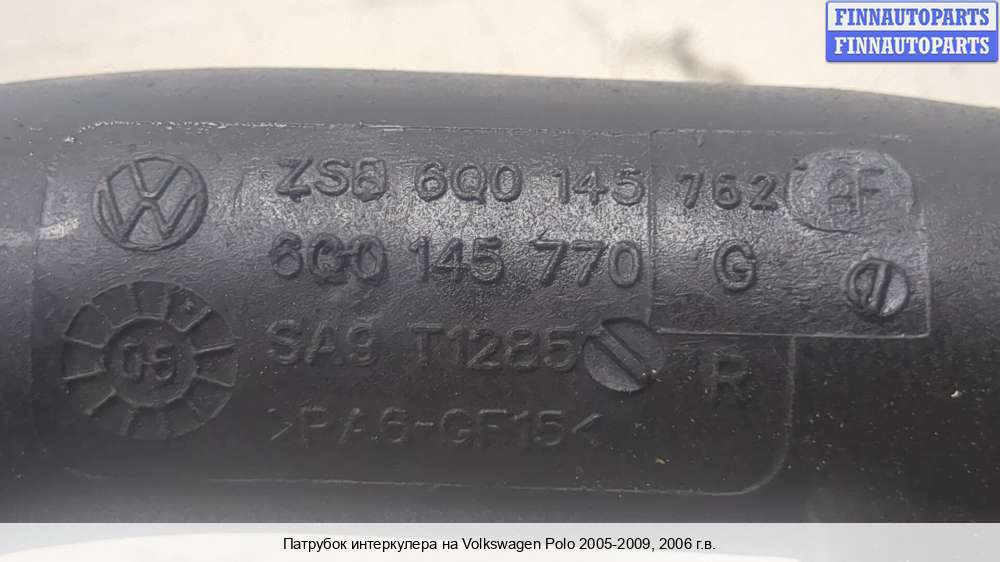 FINNAUTOPARTS
FINNAUTOPARTS
ZSB 6Q0 145 762 AF
6Q0 145 770 G
SA9 T1285
R
>PA6-GF15<
Патрубок интеркулера на Volkswagen Polo 2005-2009, 2006 г.в.